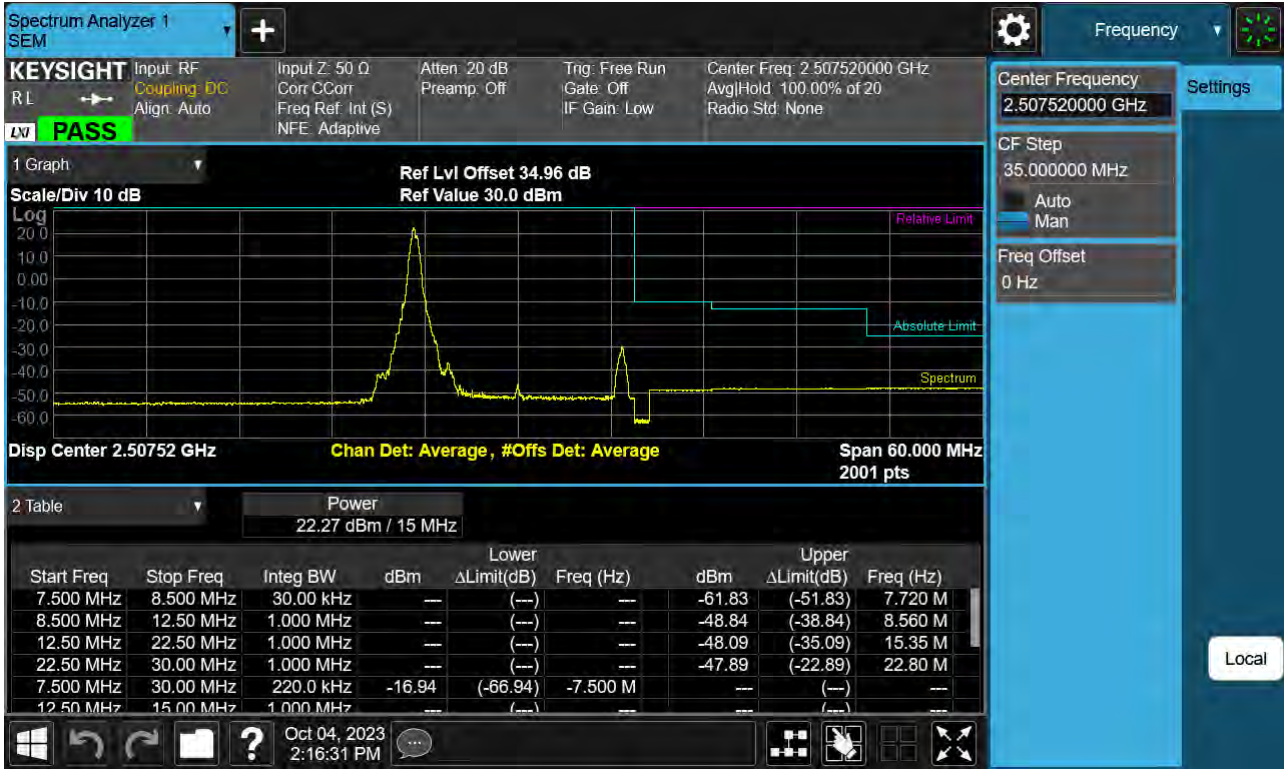 Spectrum Analyzer 1
SEM
+
Frequency
KEYSIGHT Input: RF Input Z: 50 Ω Atten: 20 dB Trig: Free Run Center Freq: 2.507520000 GHz
Coupling: DC Corr CCorr Preamp: Off Gate: Off Avg|Hold: 100.00% of 20
RL Align: Auto Freq Ref: Int (S) IF Gain: Low Radio Std: None
NFE: Adaptive
LXI PASS
Center Frequency
2.507520000 GHz
Settings
CF Step
35.000000 MHz
Auto
Man
Freq Offset
0 Hz
1 Graph
Ref Lvl Offset 34.96 dB
Scale/Div 10 dB Ref Value 30.0 dBm
Log
Relative Limit
20.0
10.0
0.00
-10.0
-20.0
Absolute Limit
-30.0
-40.0
Spectrum
-50.0
-60.0
Disp Center 2.50752 GHz Chan Det: Average, #Offs Det: Average Span 60.000 MHz
2001 pts
2 Table Power
22.27 dBm / 15 MHz
Lower Upper
Start Freq Stop Freq Integ BW dBm ΔLimit(dB) Freq (Hz) dBm ΔLimit(dB) Freq (Hz)
7.500 MHz 8.500 MHz 30.00 kHz --- (---) --- -61.83 (-51.83) 7.720 M
8.500 MHz 12.50 MHz 1.000 MHz --- (---) --- -48.84 (-38.84) 8.560 M
12.50 MHz 22.50 MHz 1.000 MHz --- (---) --- -48.09 (-35.09) 15.35 M
22.50 MHz 30.00 MHz 1.000 MHz --- (---) --- -47.89 (-22.89) 22.80 M
7.500 MHz 30.00 MHz 220.0 kHz -16.94 (-66.94) -7.500 M --- (---) ---
12.50 MHz 15.00 MHz 1.000 MHz --- (---) --- --- (---) ---
Local
? Oct 04, 2023
2:16:31 PM